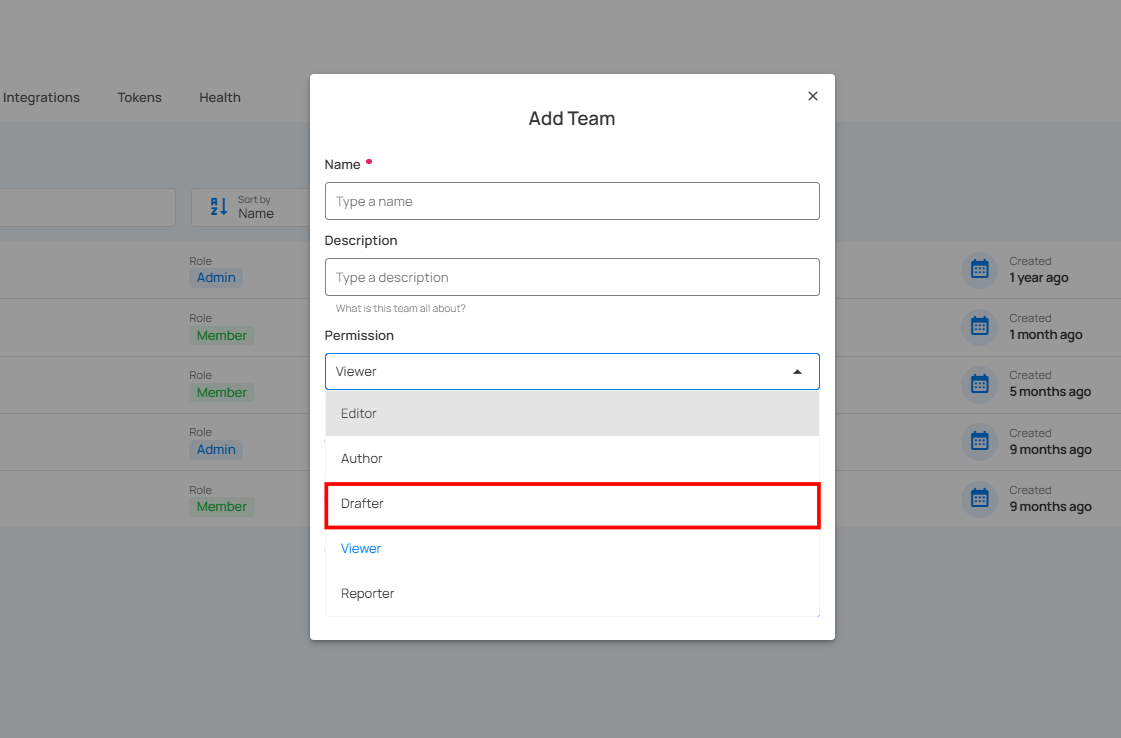 Integrations
Tokens
Health
Add Team
Name
Type a name
Sort by
Name
Description
Type a description
What is this team all about?
Permission
Viewer
Editor
Author
Drafter
Viewer
Reporter
Role
Admin
Created
1 year ago
Role
Member
Created
1 month ago
Role
Member
Created
5 months ago
Role
Admin
Created
9 months ago
Role
Member
Created
9 months ago